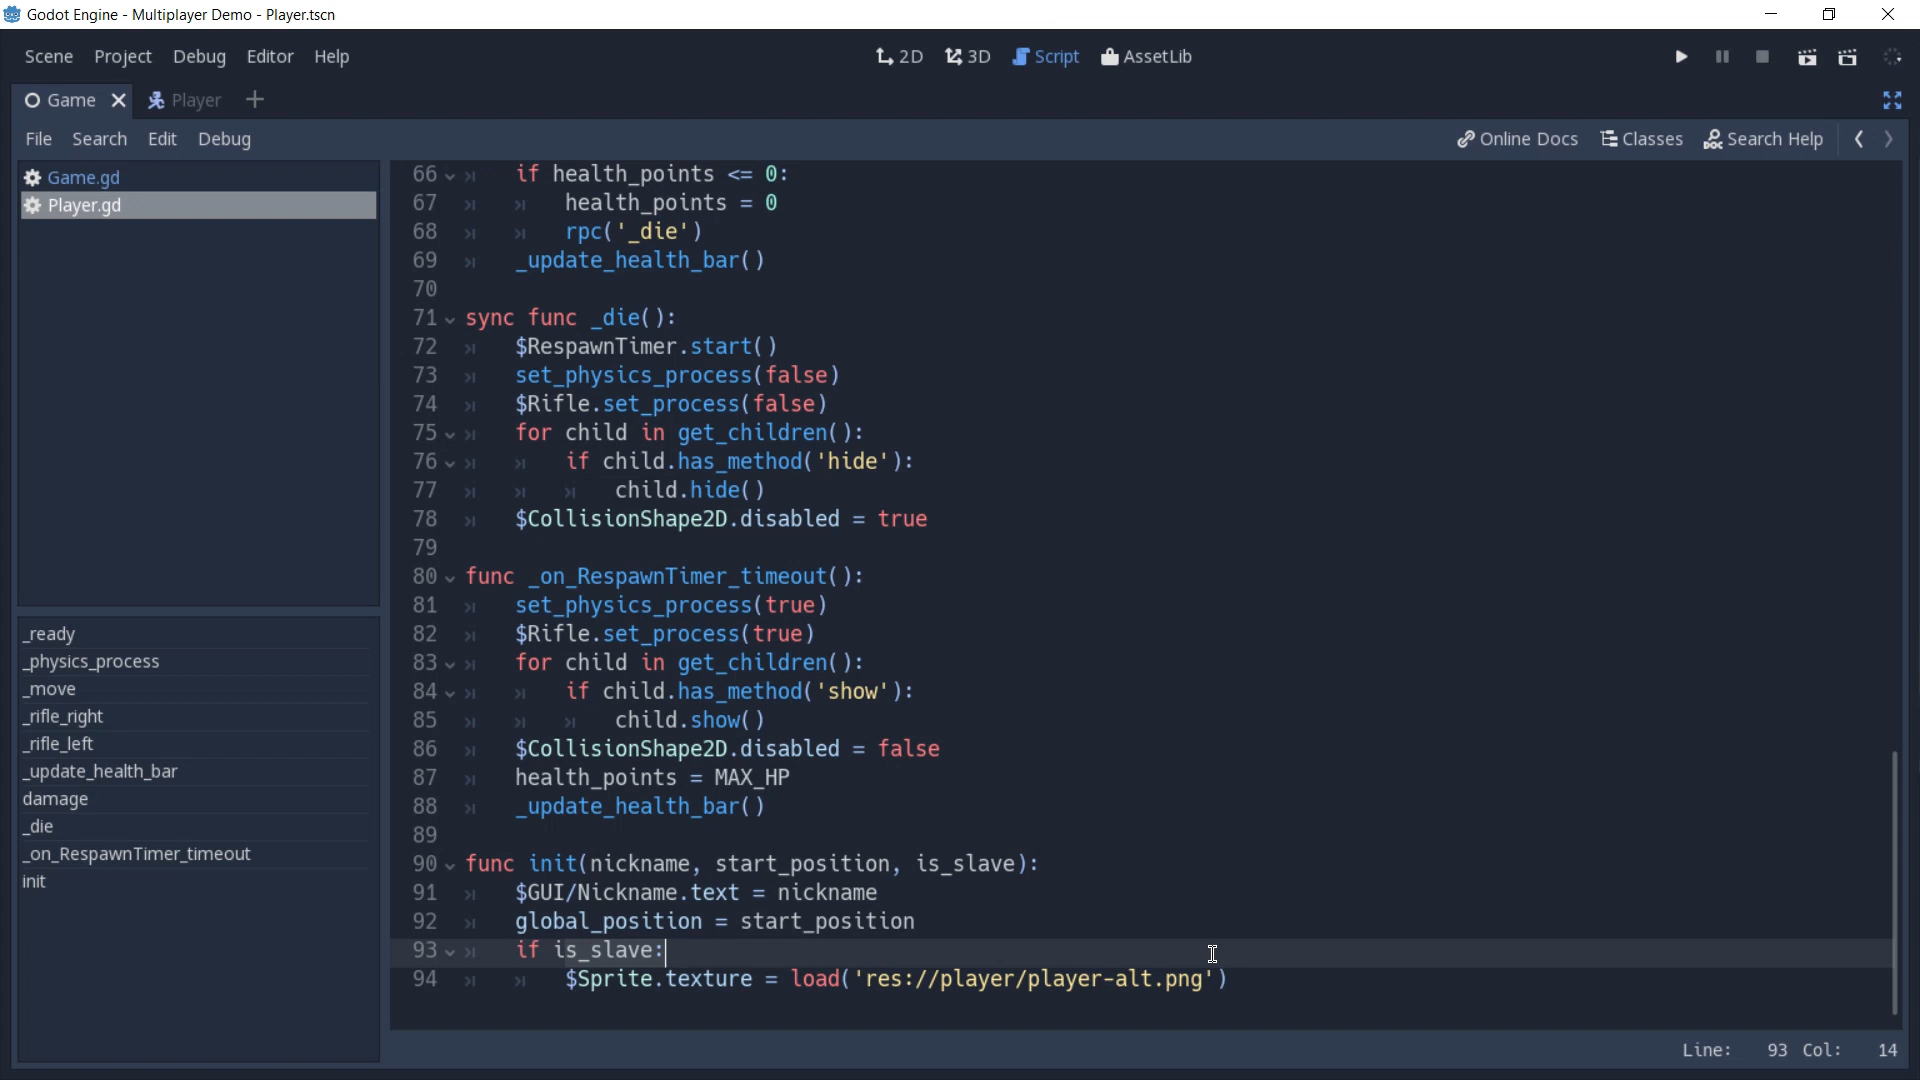 Godot Engine - Multiplayer Demo - Player.tscn
Scene Project Debug Editor Help
2D 3D Script AssetLib
Game Player
File Search Edit Debug
Online Docs Classes Search Help
Game.gd
Player.gd
_ready
_physics_process
_move
_rifle_right
_rifle_left
_update_health_bar
damage
_die
_on_RespawnTimer_timeout
init
66 if health_points <= 0:
67 health_points = 0
68 rpc('_die')
69 _update_health_bar()
70
71 sync func _die():
72 $RespawnTimer.start()
73 set_physics_process(false)
74 $Rifle.set_process(false)
75 for child in get_children():
76 if child.has_method('hide'):
77 child.hide()
78 $CollisionShape2D.disabled = true
79
80 func _on_RespawnTimer_timeout():
81 set_physics_process(true)
82 $Rifle.set_process(true)
83 for child in get_children():
84 if child.has_method('show'):
85 child.show()
86 $CollisionShape2D.disabled = false
87 health_points = MAX_HP
88 _update_health_bar()
89
90 func init(nickname, start_position, is_slave):
91 $GUI/Nickname.text = nickname
92 global_position = start_position
93 if is_slave:
94 $Sprite.texture = load('res://player/player-alt.png')
Line: 93 Col: 14